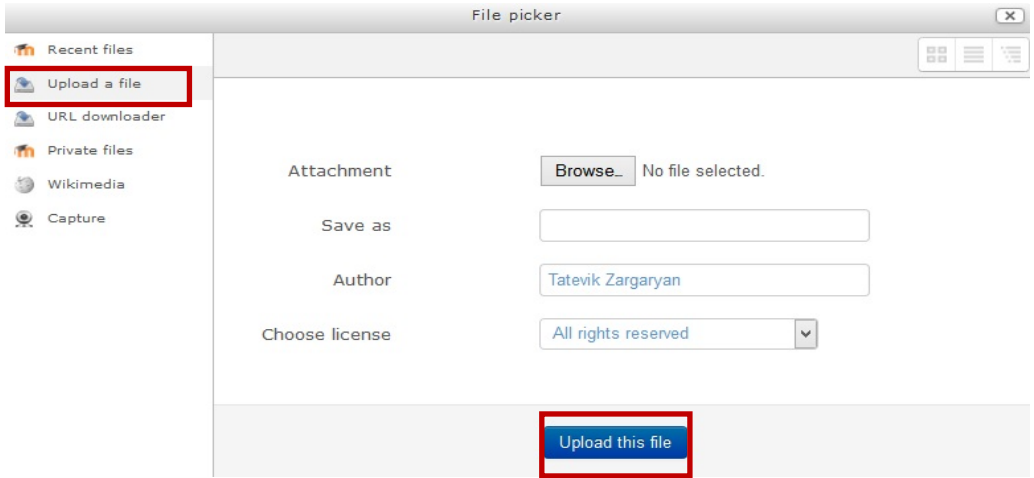 File picker
Recent files
Upload a file
URL downloader
Private files
Wikimedia
Capture
Attachment Browse_ No file selected.
Save as
Author Tatevik Zargaryan
Choose license All rights reserved
Upload this file